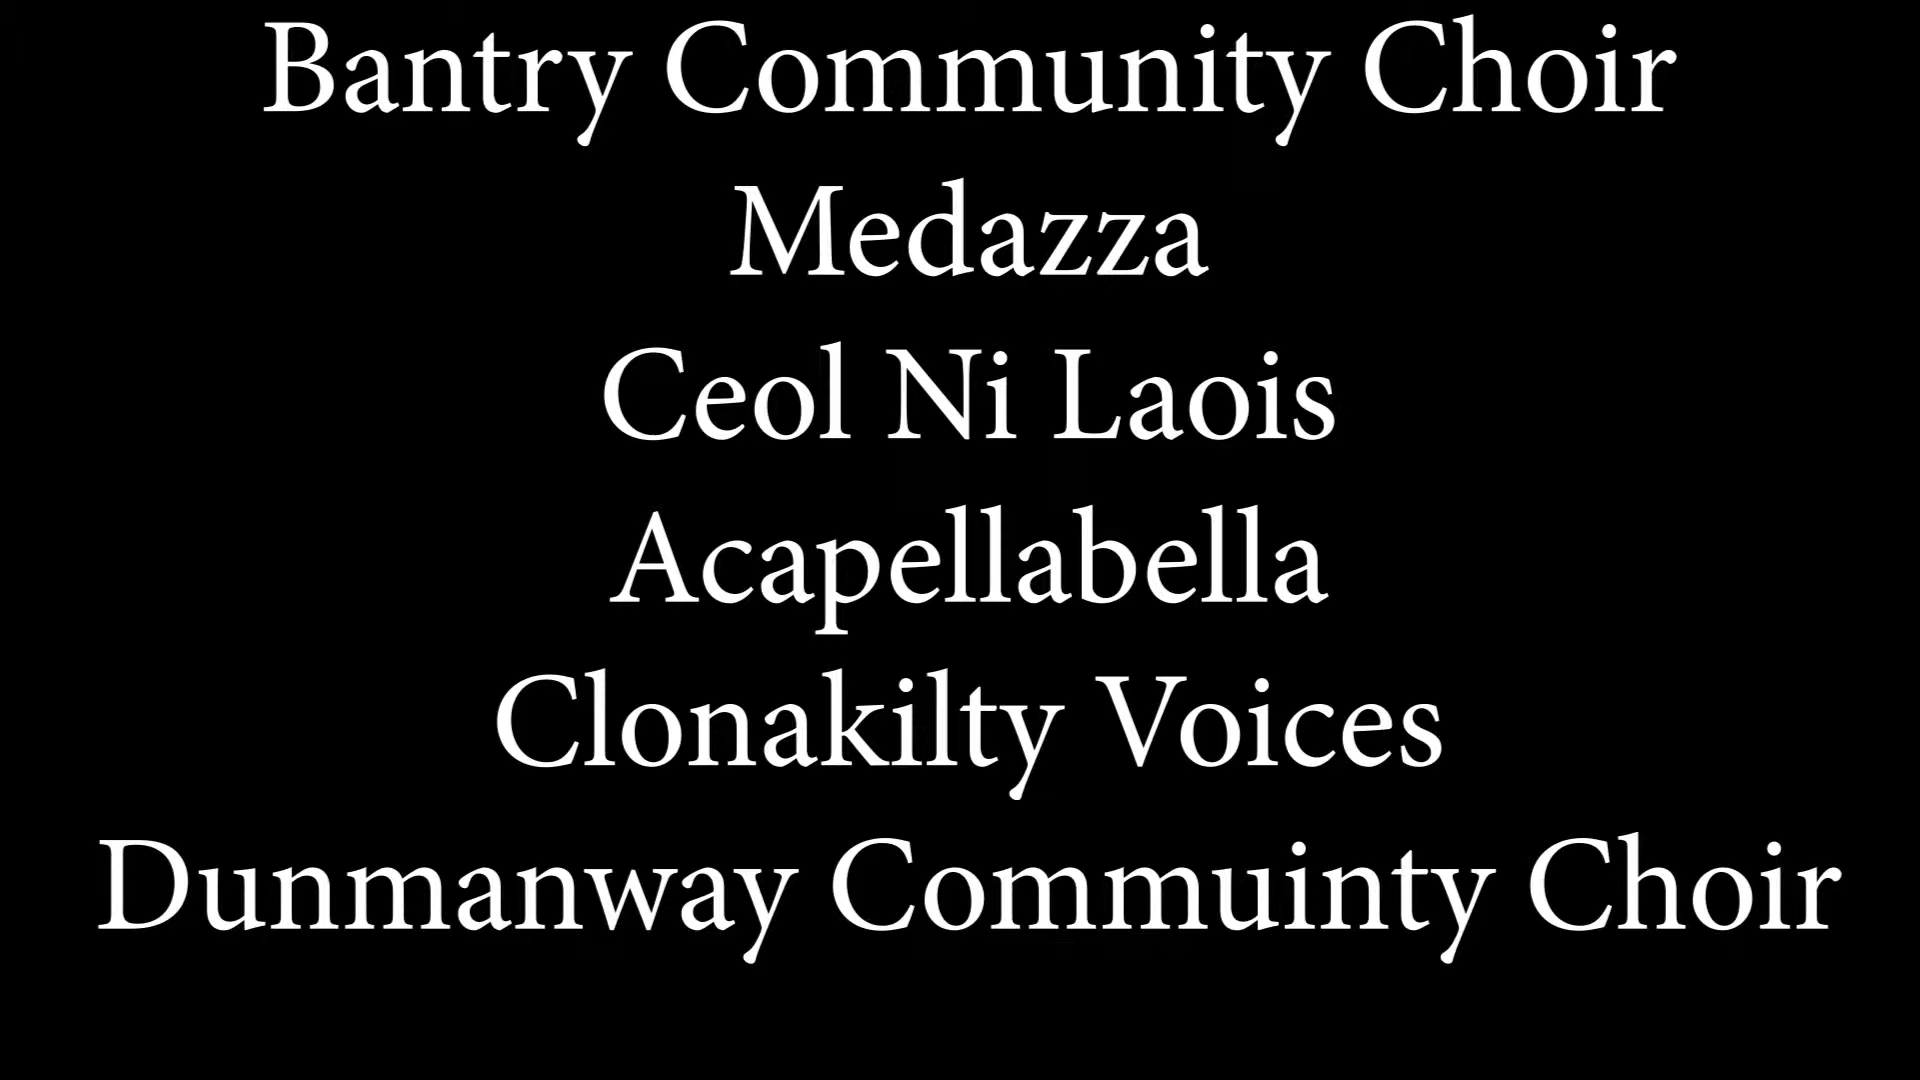 Bantry Community Choir
Medazza
Ceol Ni Laois
Acapellabella
Clonakilty Voices
Dunmanway Commuinty Choir